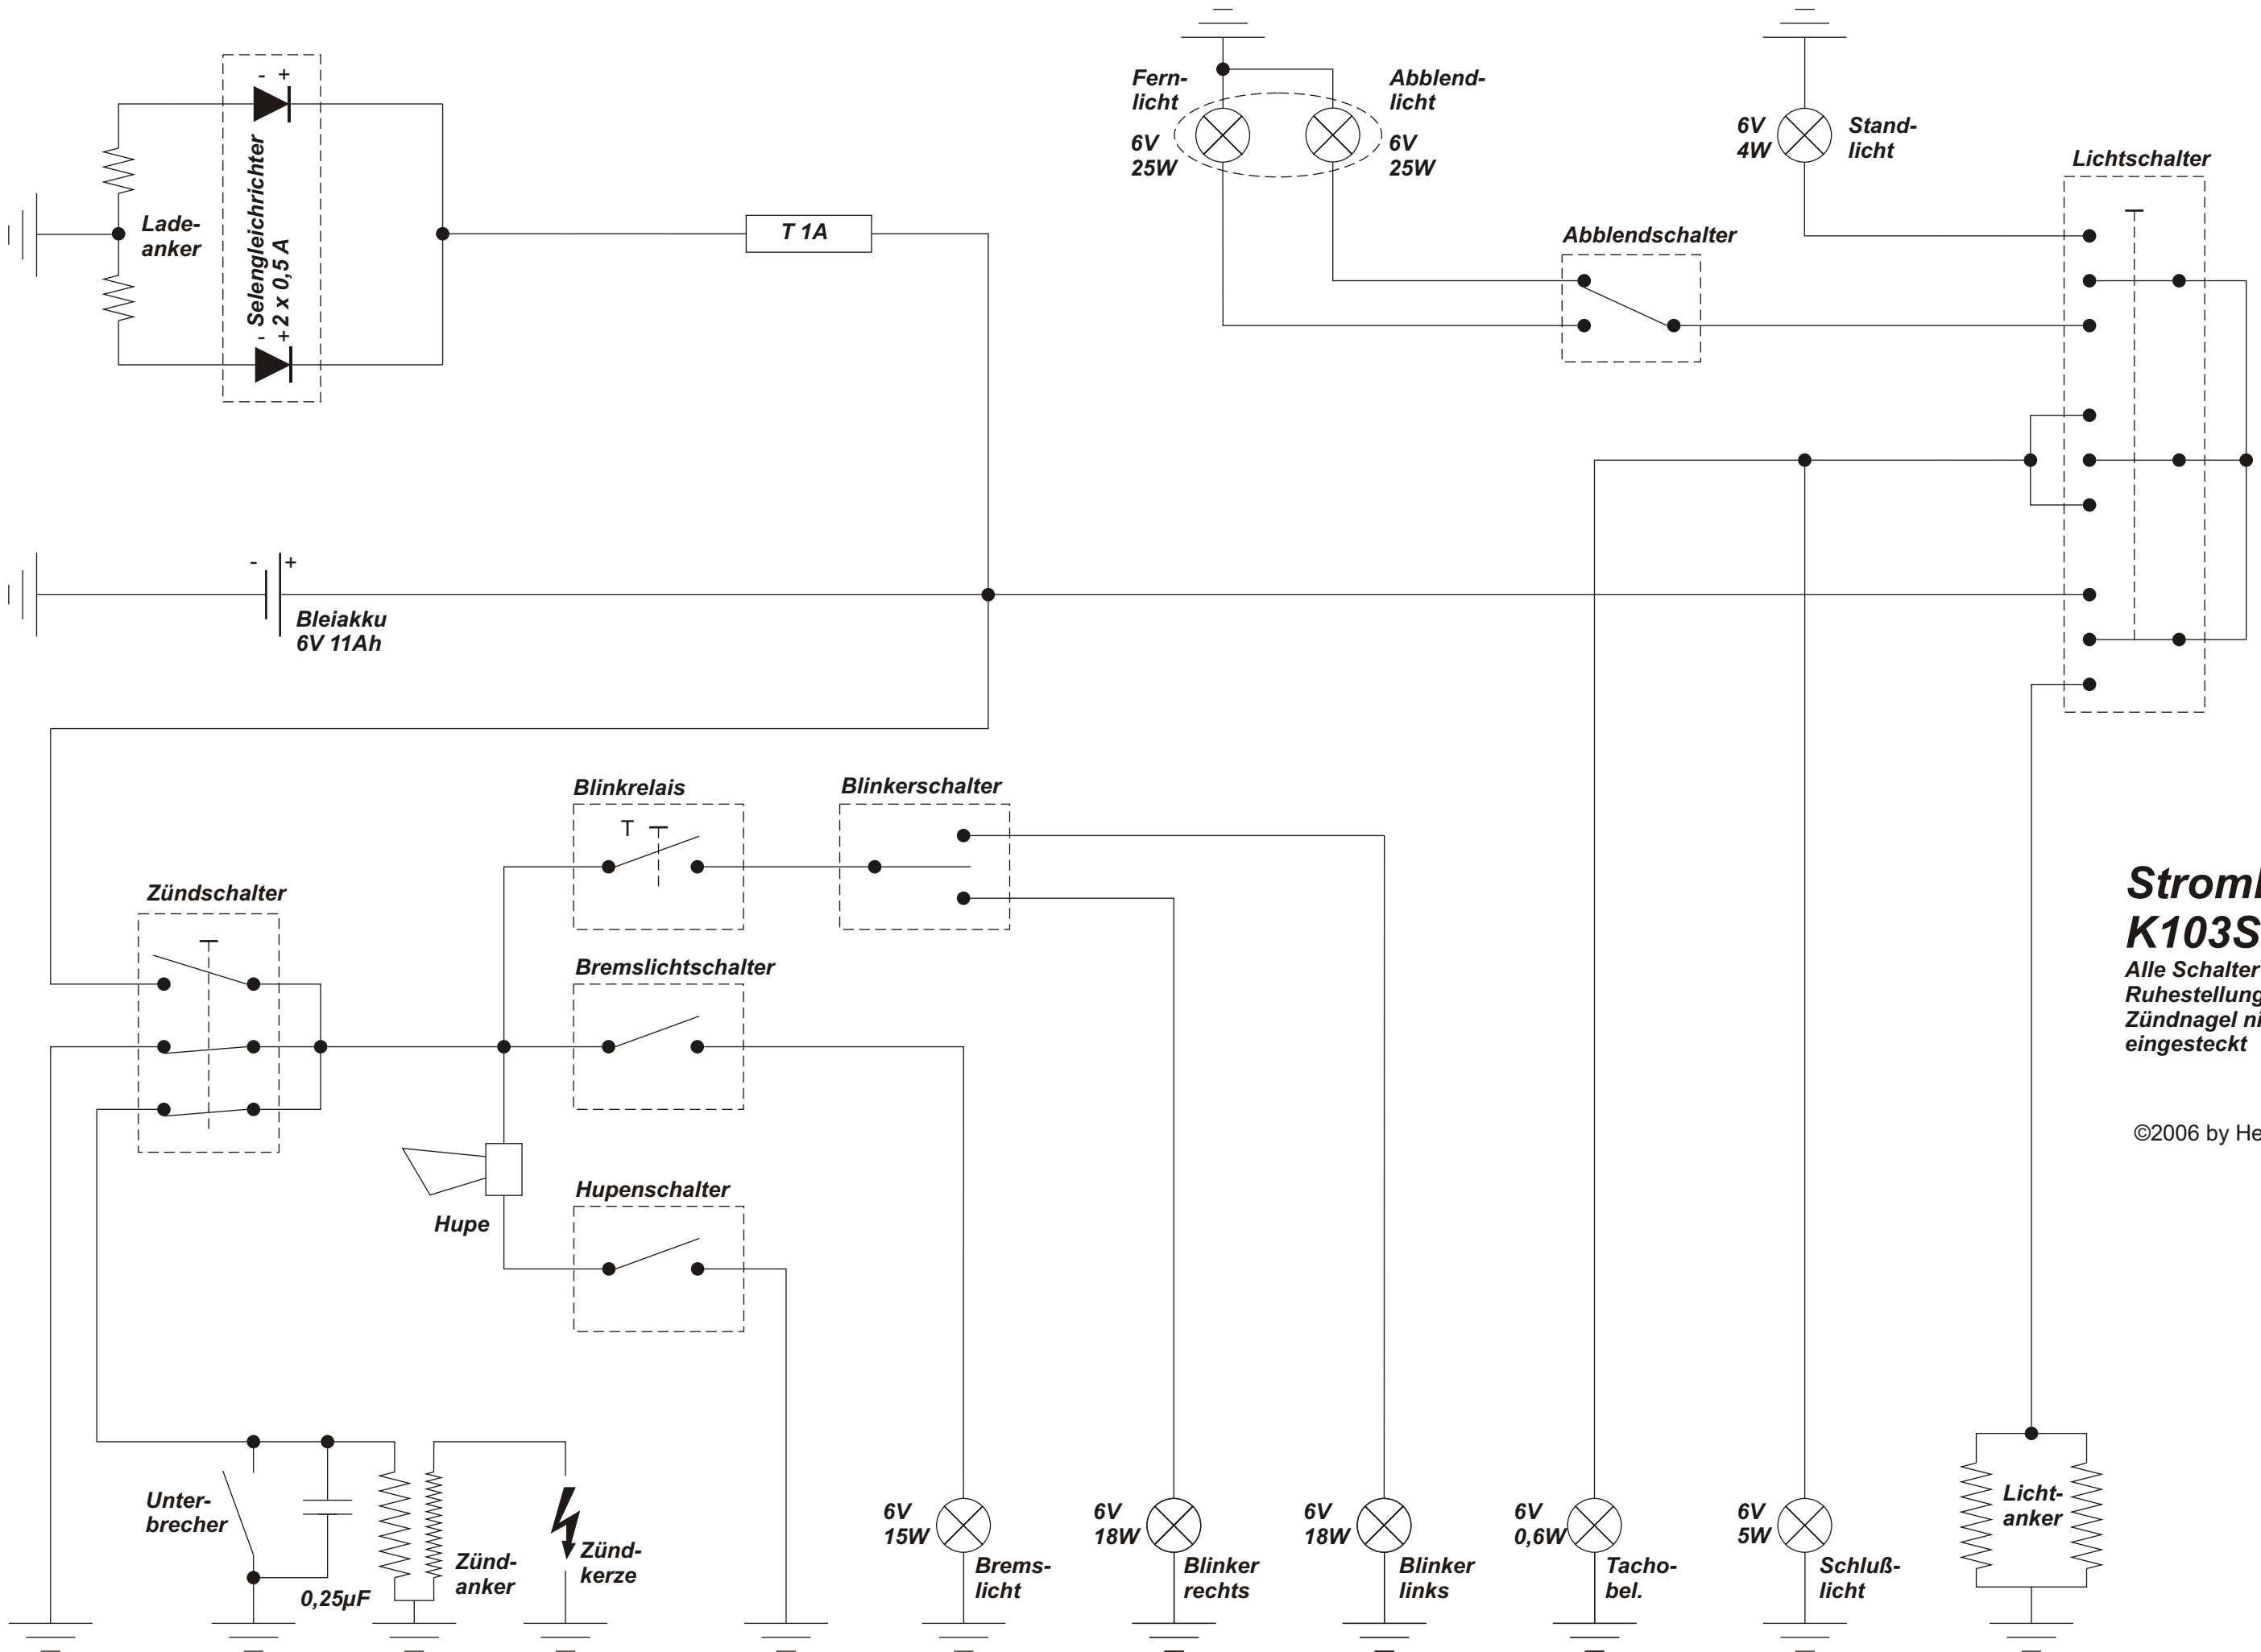 Fern-
licht
6V
25W
Abblend-
licht
6V
25W
6V
4W
Stand-
licht
Lichtschalter
- +
Selengleichrichter
2 x 0,5 A
- +
Lade-
anker
T 1A
Abblendschalter
- +
Bleiakku
6V 11Ah
Blinkrelais
Blinkerschalter
Zündschalter
Bremslichtschalter
Hupe
Hupenschalter
K103S
Alle Schalter
Ruhestellung
Zündnagel
eingesteckt
©2006 by
Unter-
brecher
0,25µF
Zünd-
anker
Zünd-
kerze
6V
15W
Brems-
licht
6V
18W
Blinker
rechts
6V
18W
Blinker
links
6V
0,6W
Tacho-
bel.
6V
5W
Schluß-
licht
Licht-
anker